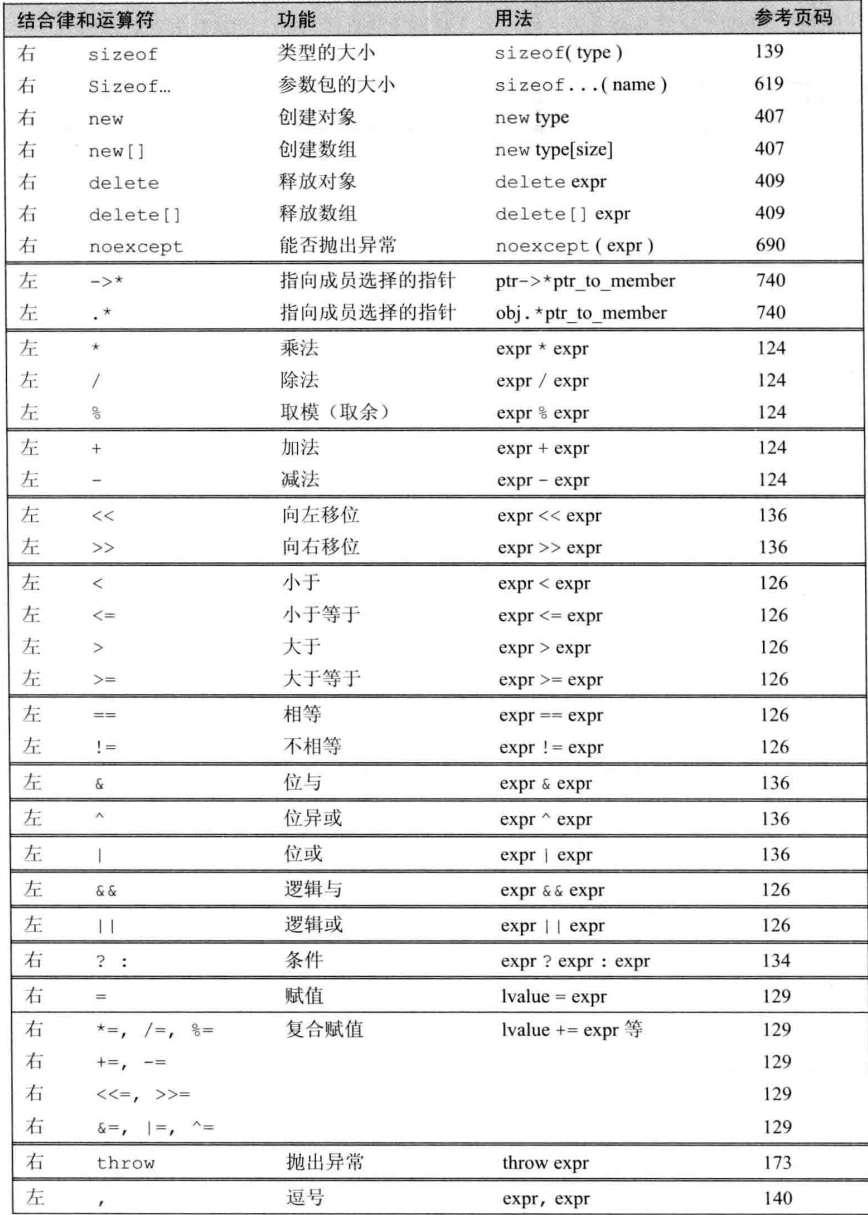 结合律和运算符 功能 用法 参考页码
右 sizeof 类型的大小 sizeof( type ) 139
右 Sizeof… 参数包的大小 sizeof...( name ) 619
右 new 创建对象 new type 407
右 new[] 创建数组 new type[size] 407
右 delete 释放对象 delete expr 409
右 delete[] 释放数组 delete[] expr 409
右 noexcept 能否抛出异常 noexcept ( expr ) 690
左 ->* 指向成员选择的指针 ptr->*ptr_to_member 740
左 .* 指向成员选择的指针 obj.*ptr_to_member 740
左 * 乘法 expr * expr 124
左 / 除法 expr / expr 124
左 % 取模（取余） expr % expr 124
左 + 加法 expr + expr 124
左 - 减法 expr - expr 124
左 << 向左移位 expr << expr 136
左 >> 向右移位 expr >> expr 136
左 < 小于 expr < expr 126
左 <= 小于等于 expr <= expr 126
左 > 大于 expr > expr 126
左 >= 大于等于 expr >= expr 126
左 == 相等 expr == expr 126
左 != 不相等 expr != expr 126
左 & 位与 expr & expr 136
左 ^ 位异或 expr ^ expr 136
左 | 位或 expr | expr 136
左 && 逻辑与 expr && expr 126
左 || 逻辑或 expr || expr 126
右 ? : 条件 expr ? expr : expr 134
右 = 赋值 lvalue = expr 129
右 *=, /=, %= 复合赋值 lvalue += expr 等 129
右 +=, -= 129
右 <<=, >>= 129
右 &=, |=, ^= 129
右 throw 抛出异常 throw expr 173
左 , 逗号 expr, expr 140